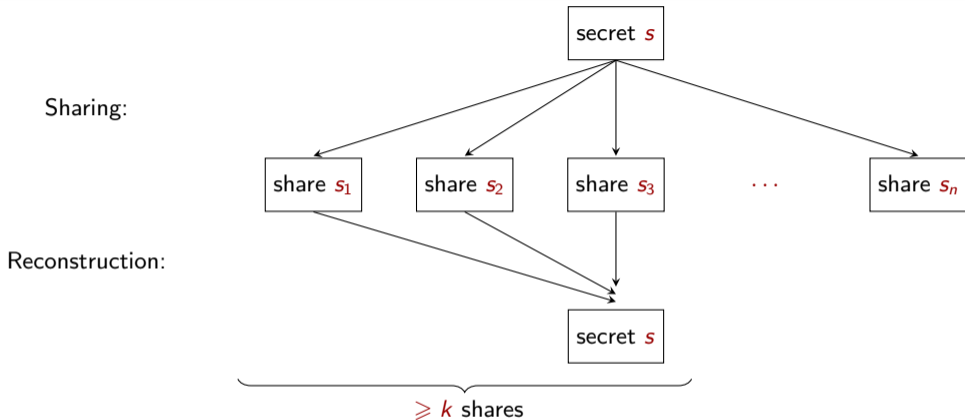 secret s
Sharing:
share s₁ share s₂ share s₃ ... share sₙ
Reconstruction:
secret s
⩾ k shares